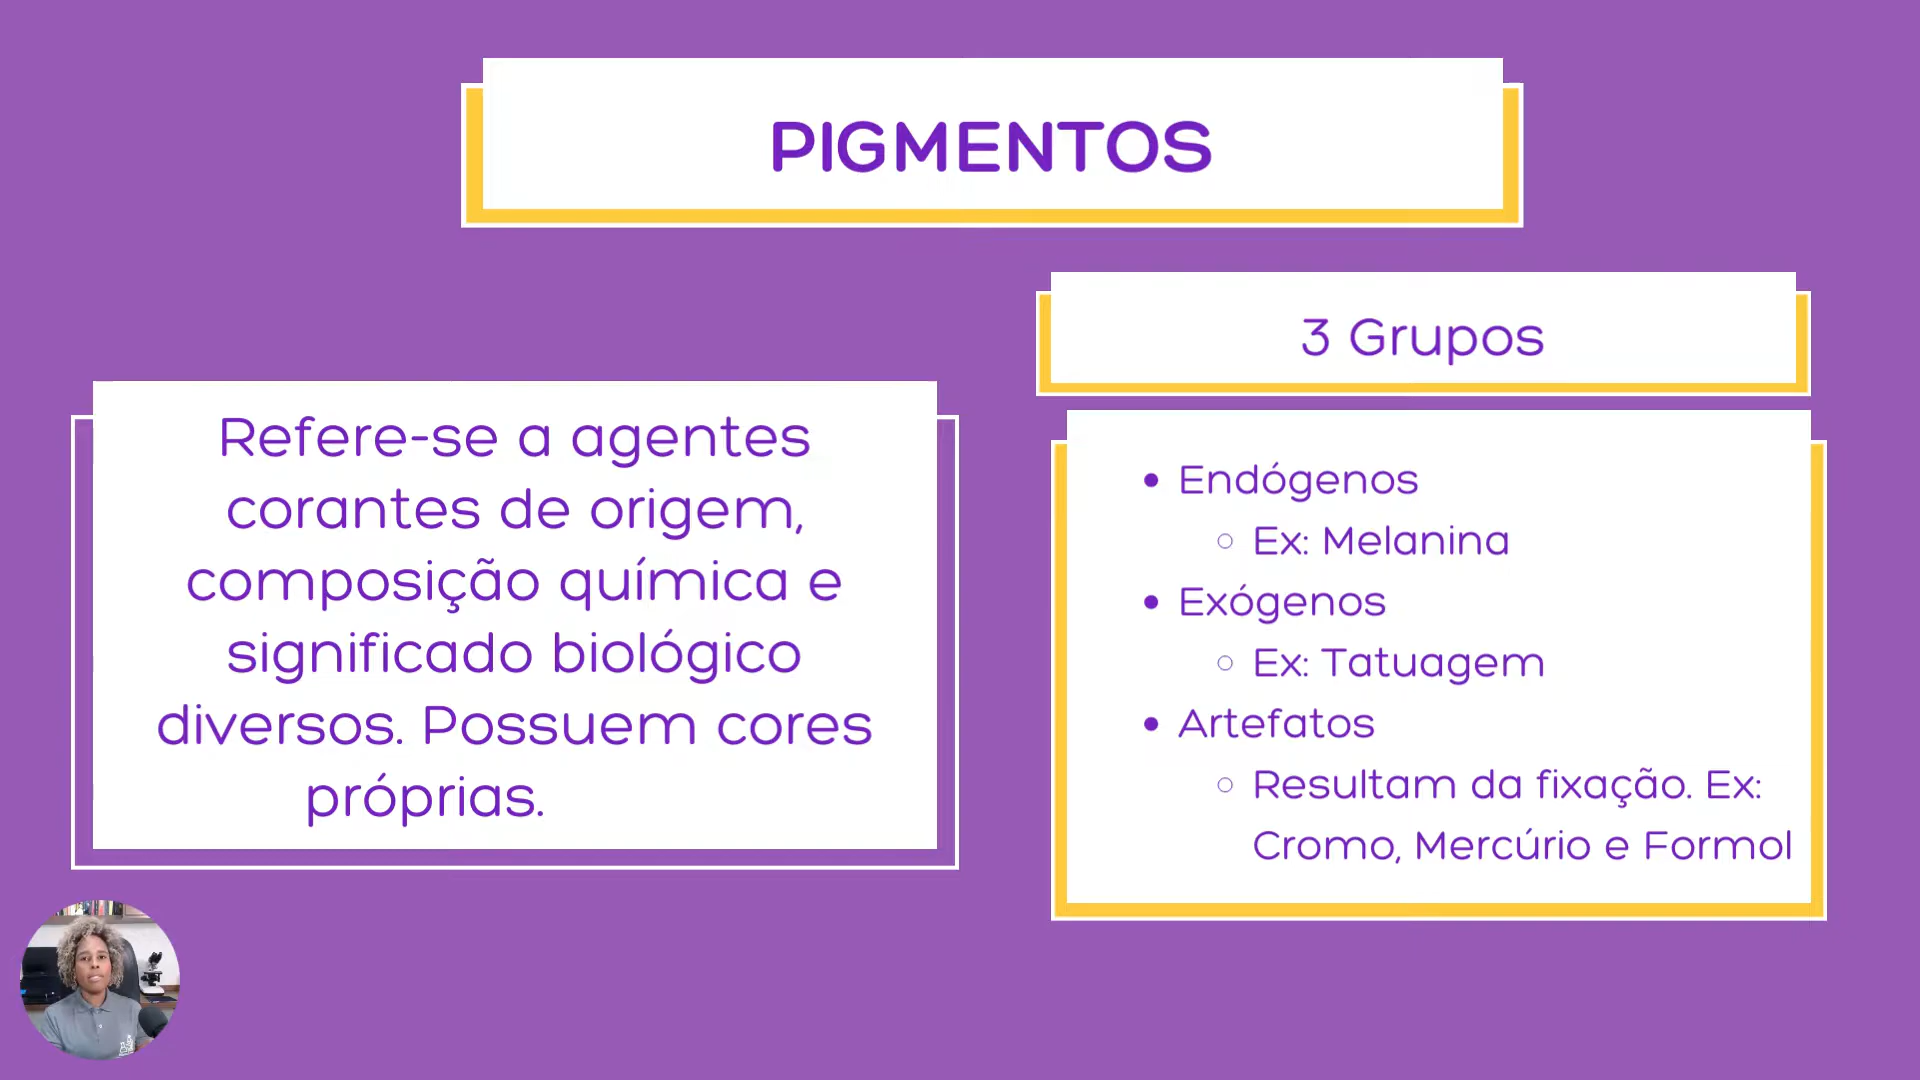 PIGMENTOS
Refere-se a agentes
corantes de origem,
composição química e
significado biológico
diversos. Possuem cores
próprias.
3 Grupos
• Endógenos
○ Ex: Melanina
• Exógenos
○ Ex: Tatuagem
• Artefatos
○ Resultam da fixação. Ex:
Cromo, Mercúrio e Formol